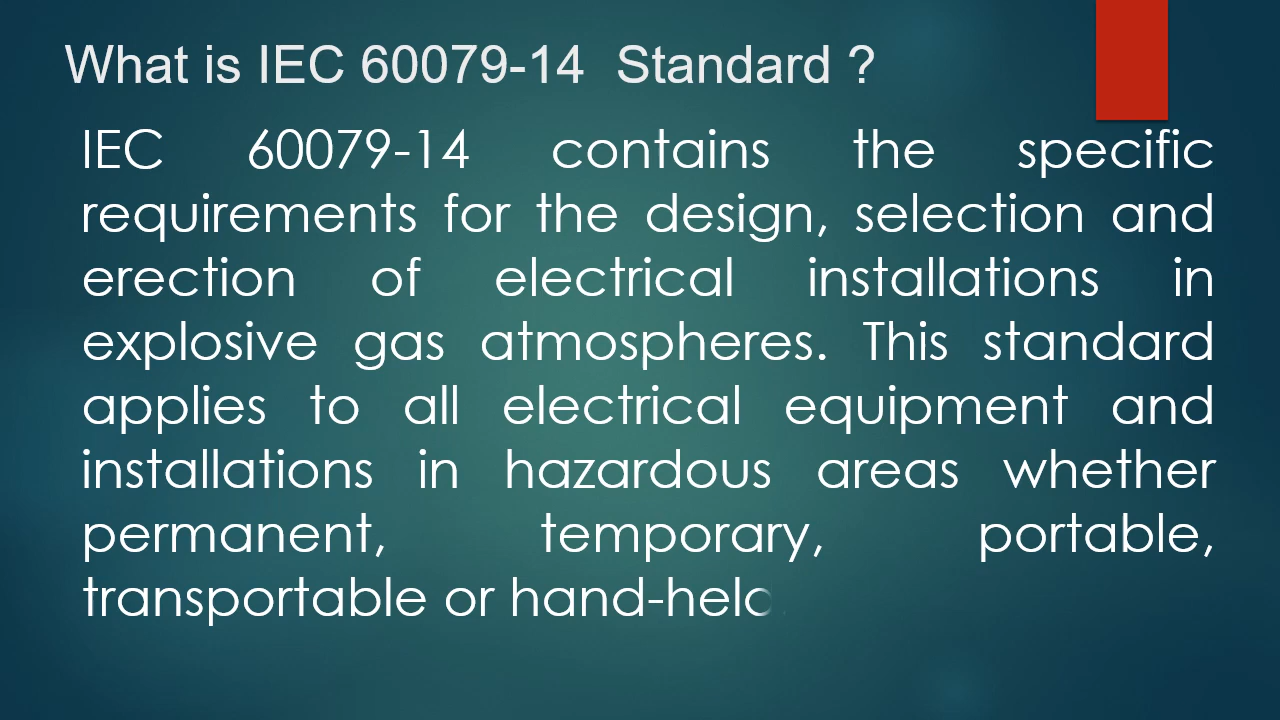 What is IEC 60079-14 Standard ?
IEC 60079-14 contains the specific
requirements for the design, selection and
erection of electrical installations in
explosive gas atmospheres. This standard
applies to all electrical equipment and
installations in hazardous areas whether
permanent, temporary, portable,
transportable or hand-held